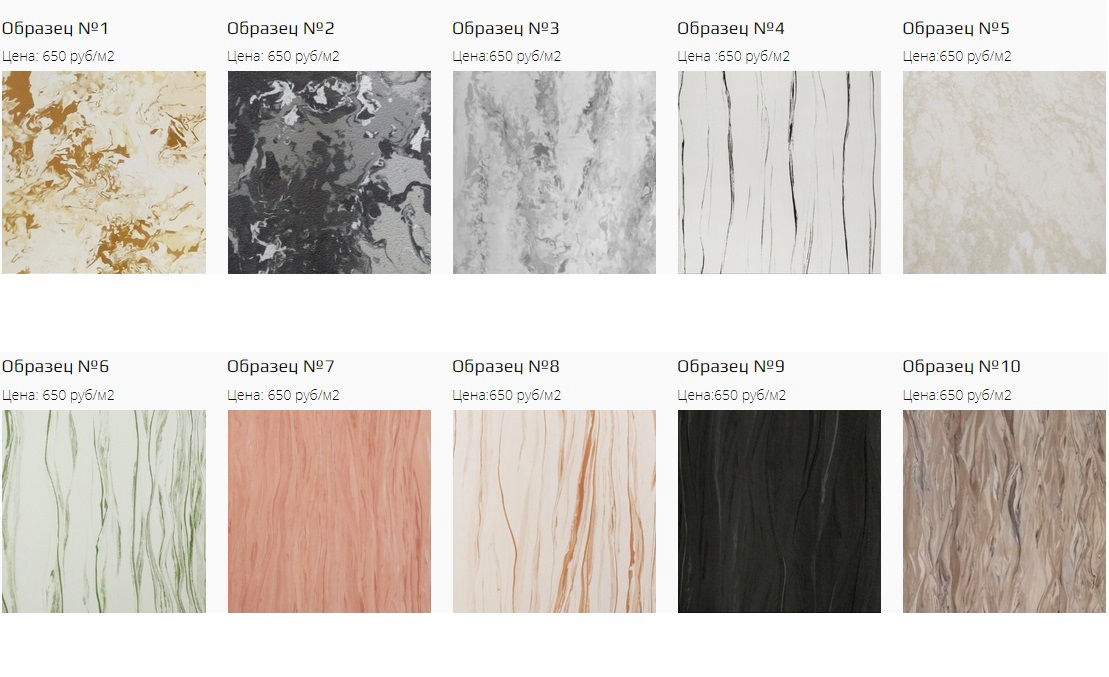 Образец №1
Цена: 650 руб/м2
Образец №2
Цена: 650 руб/м2
Образец №3
Цена:650 руб/м2
Образец №4
Цена :650 руб/м2
Образец №5
Цена:650 руб/м2
Образец №6
Цена: 650 руб/м2
Образец №7
Цена: 650 руб/м2
Образец №8
Цена:650 руб/м2
Образец №9
Цена:650 руб/м2
Образец №10
Цена:650 руб/м2